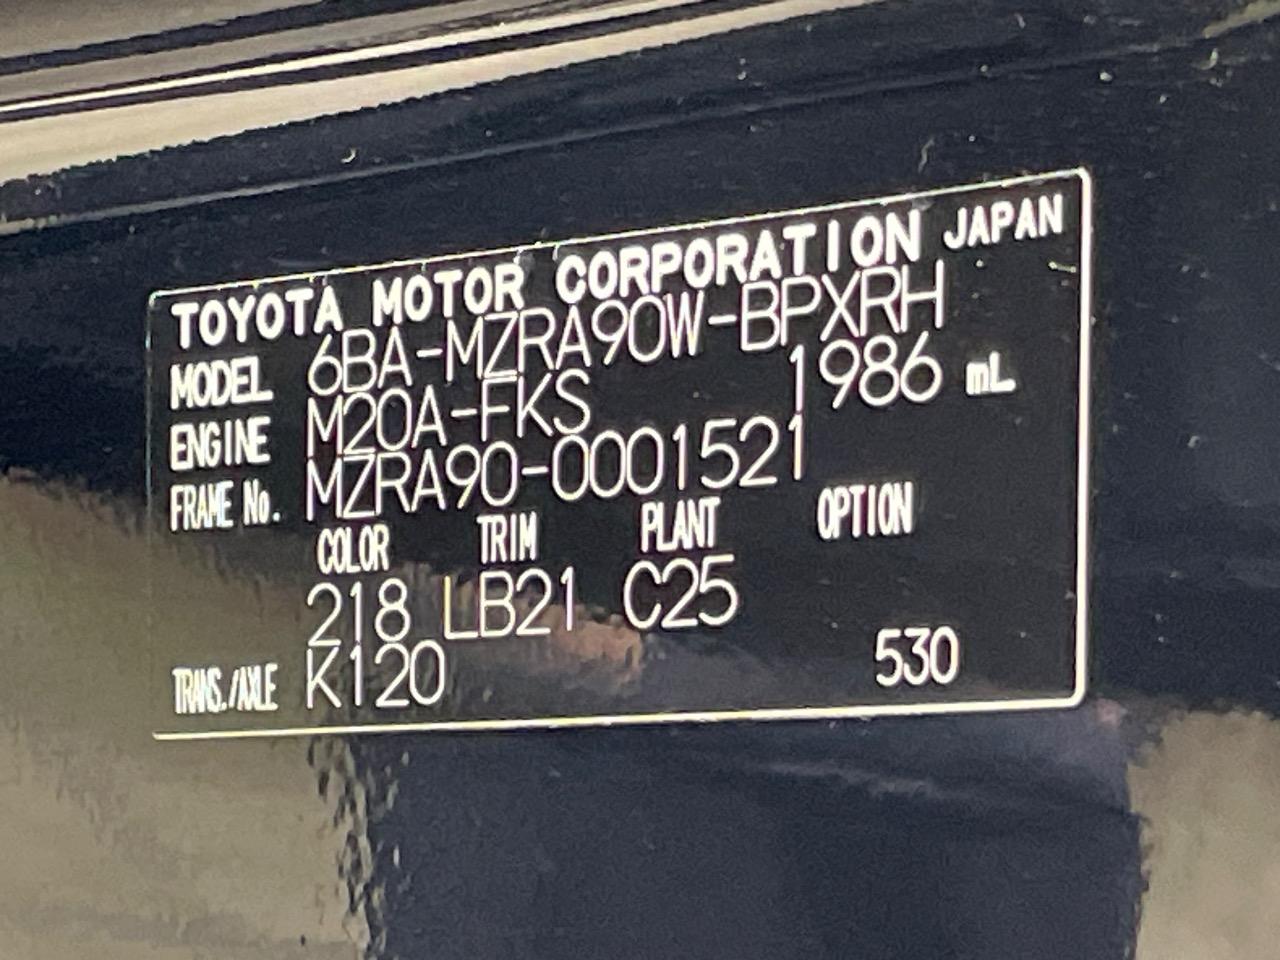 TOYOTA MOTOR CORPORATION JAPAN
MODEL 6BA-MZRA90W-BPXRH
ENGINE M20A-FKS 1986 mL
FRAME No. MZRA90-0001521
COLOR TRIM PLANT OPTION
218 LB21 C25
TRANS./AXLE K120 530